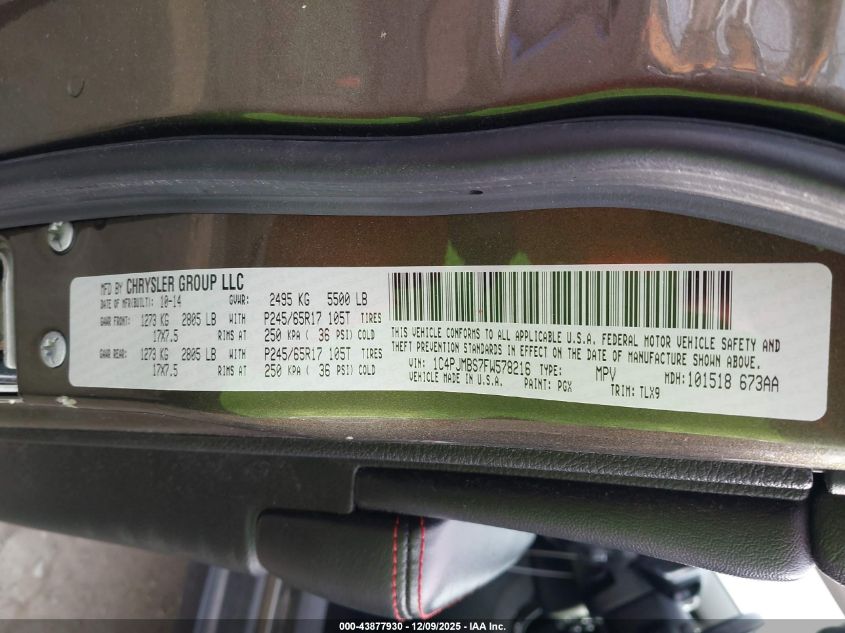 MFD BY CHRYSLER GROUP LLC
DATE OF MFR(BUILT): 10-14 GVWR: 2495 KG 5500 LB
GAWR FRONT: 1273 KG 2805 LB WITH P245/65R17 105T TIRES
17X7.5 RIMS AT 250 KPA ( 36 PSI) COLD
GAWR REAR: 1273 KG 2805 LB WITH P245/65R17 105T TIRES
17X7.5 RIMS AT 250 KPA ( 36 PSI) COLD
THIS VEHICLE CONFORMS TO ALL APPLICABLE U.S.A. FEDERAL MOTOR VEHICLE SAFETY AND
THEFT PREVENTION STANDARDS IN EFFECT ON THE DATE OF MANUFACTURE SHOWN ABOVE.
VIN: 1C4PJMBS7FW578216 TYPE: MPV MDH: 101518 673AA
VEHICLE MADE IN U.S.A. PAINT: PGX TRIM: TLX9
000-43877930 - 12/09/2025 - IAA Inc.